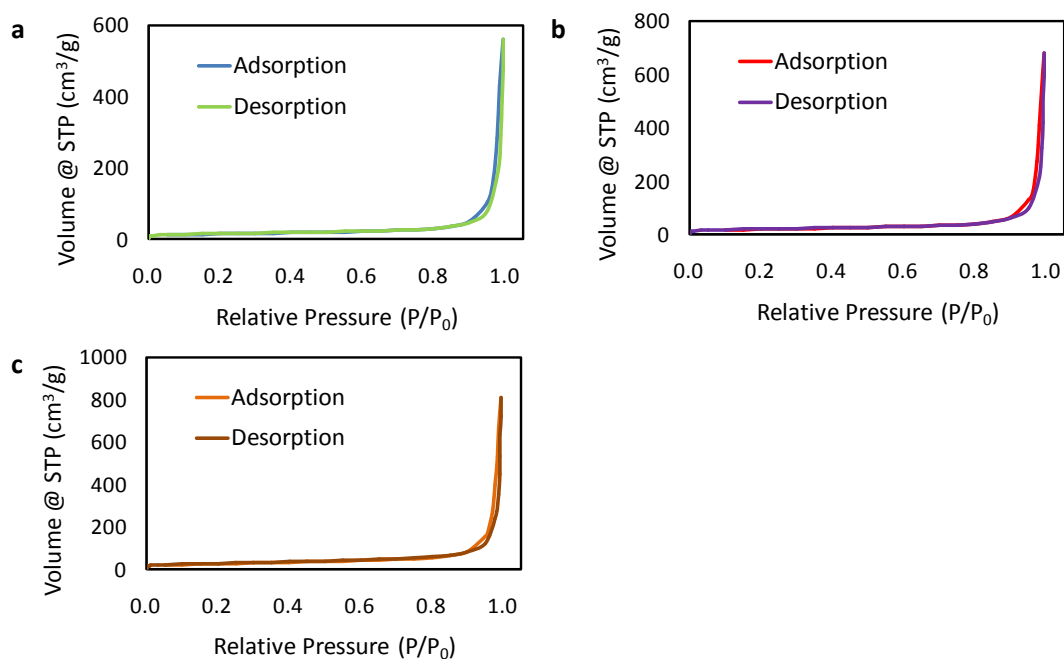 a
Volume @ STP (cm³/g)
600
400
200
0
Adsorption
Desorption
0.0 0.2 0.4 0.6 0.8 1.0
Relative Pressure (P/P₀)
b
Volume @ STP (cm³/g)
800
600
400
200
0
Adsorption
Desorption
0.0 0.2 0.4 0.6 0.8 1.0
Relative Pressure (P/P₀)
c
Volume @ STP (cm³/g)
1000
800
600
400
200
0
Adsorption
Desorption
0.0 0.2 0.4 0.6 0.8 1.0
Relative Pressure (P/P₀)